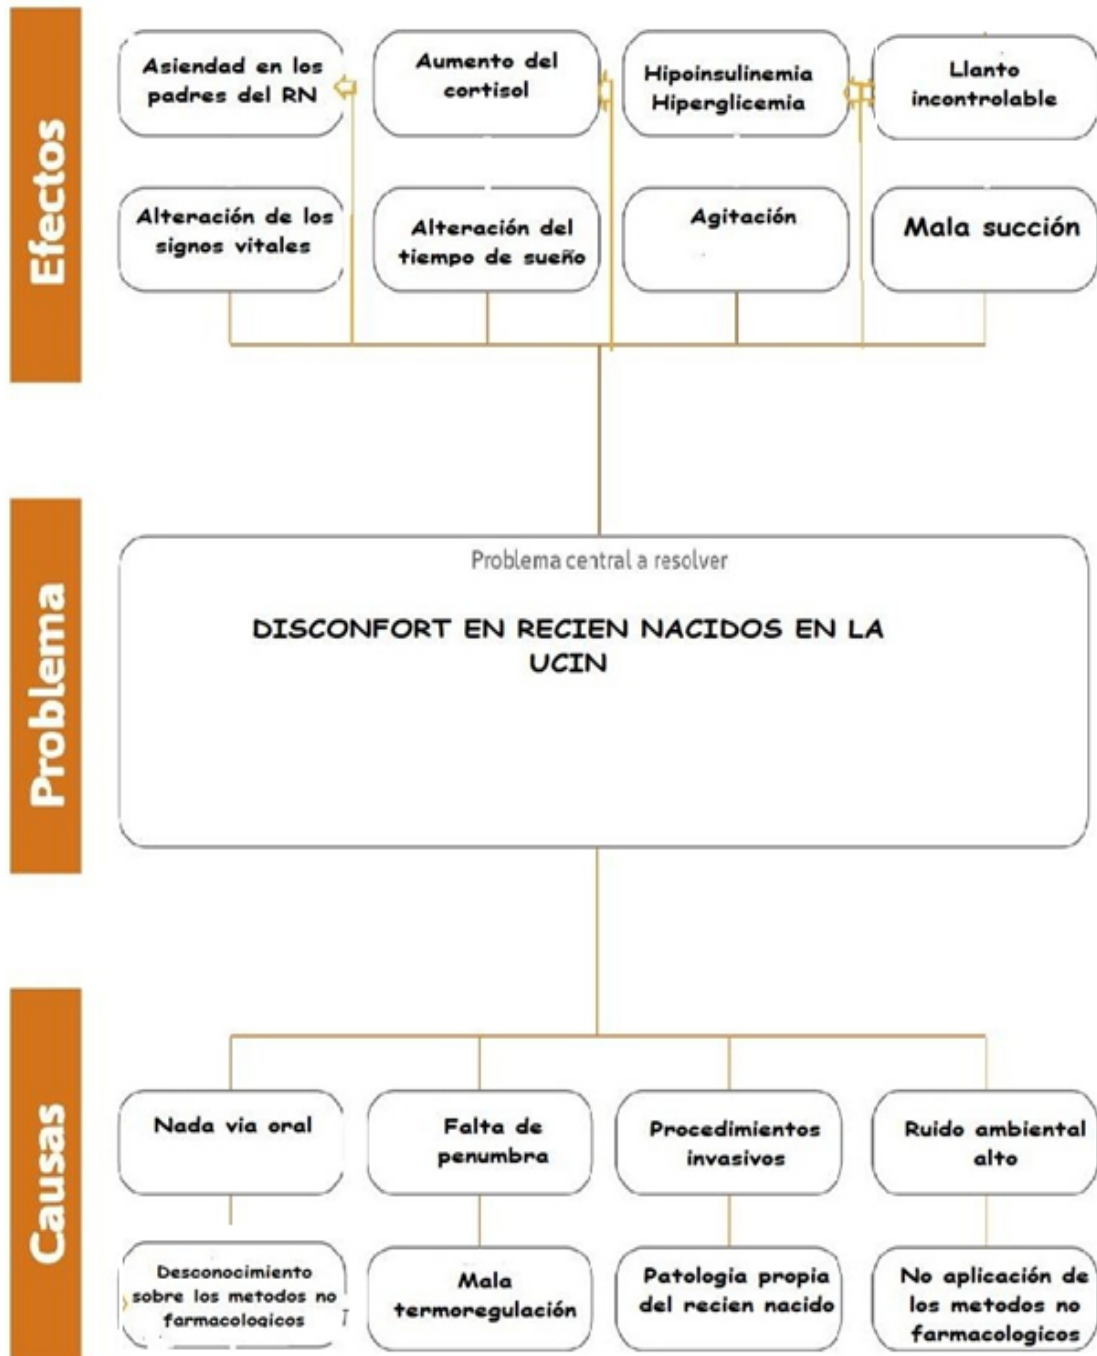 Efectos
Asiendad en los
padres del RN
Aumento del
cortisol
Hipoinsulinemia
Hiperglicemia
Llanto
incontrolable
Alteración de los
signos vitales
Alteración del
tiempo de sueño
Agitación
Mala succión
Problema
Problema central a resolver
DISCONFORT EN RECIEN NACIDOS EN LA
UCIN
Causas
Nada via oral
Falta de
penumbra
Procedimientos
invasivos
Ruido ambiental
alto
Desconocimiento
sobre los metodos no
farmacologicos
Mala
termoregulación
Patologia propia
del recien nacido
No aplicación de
los metodos no
farmacologicos